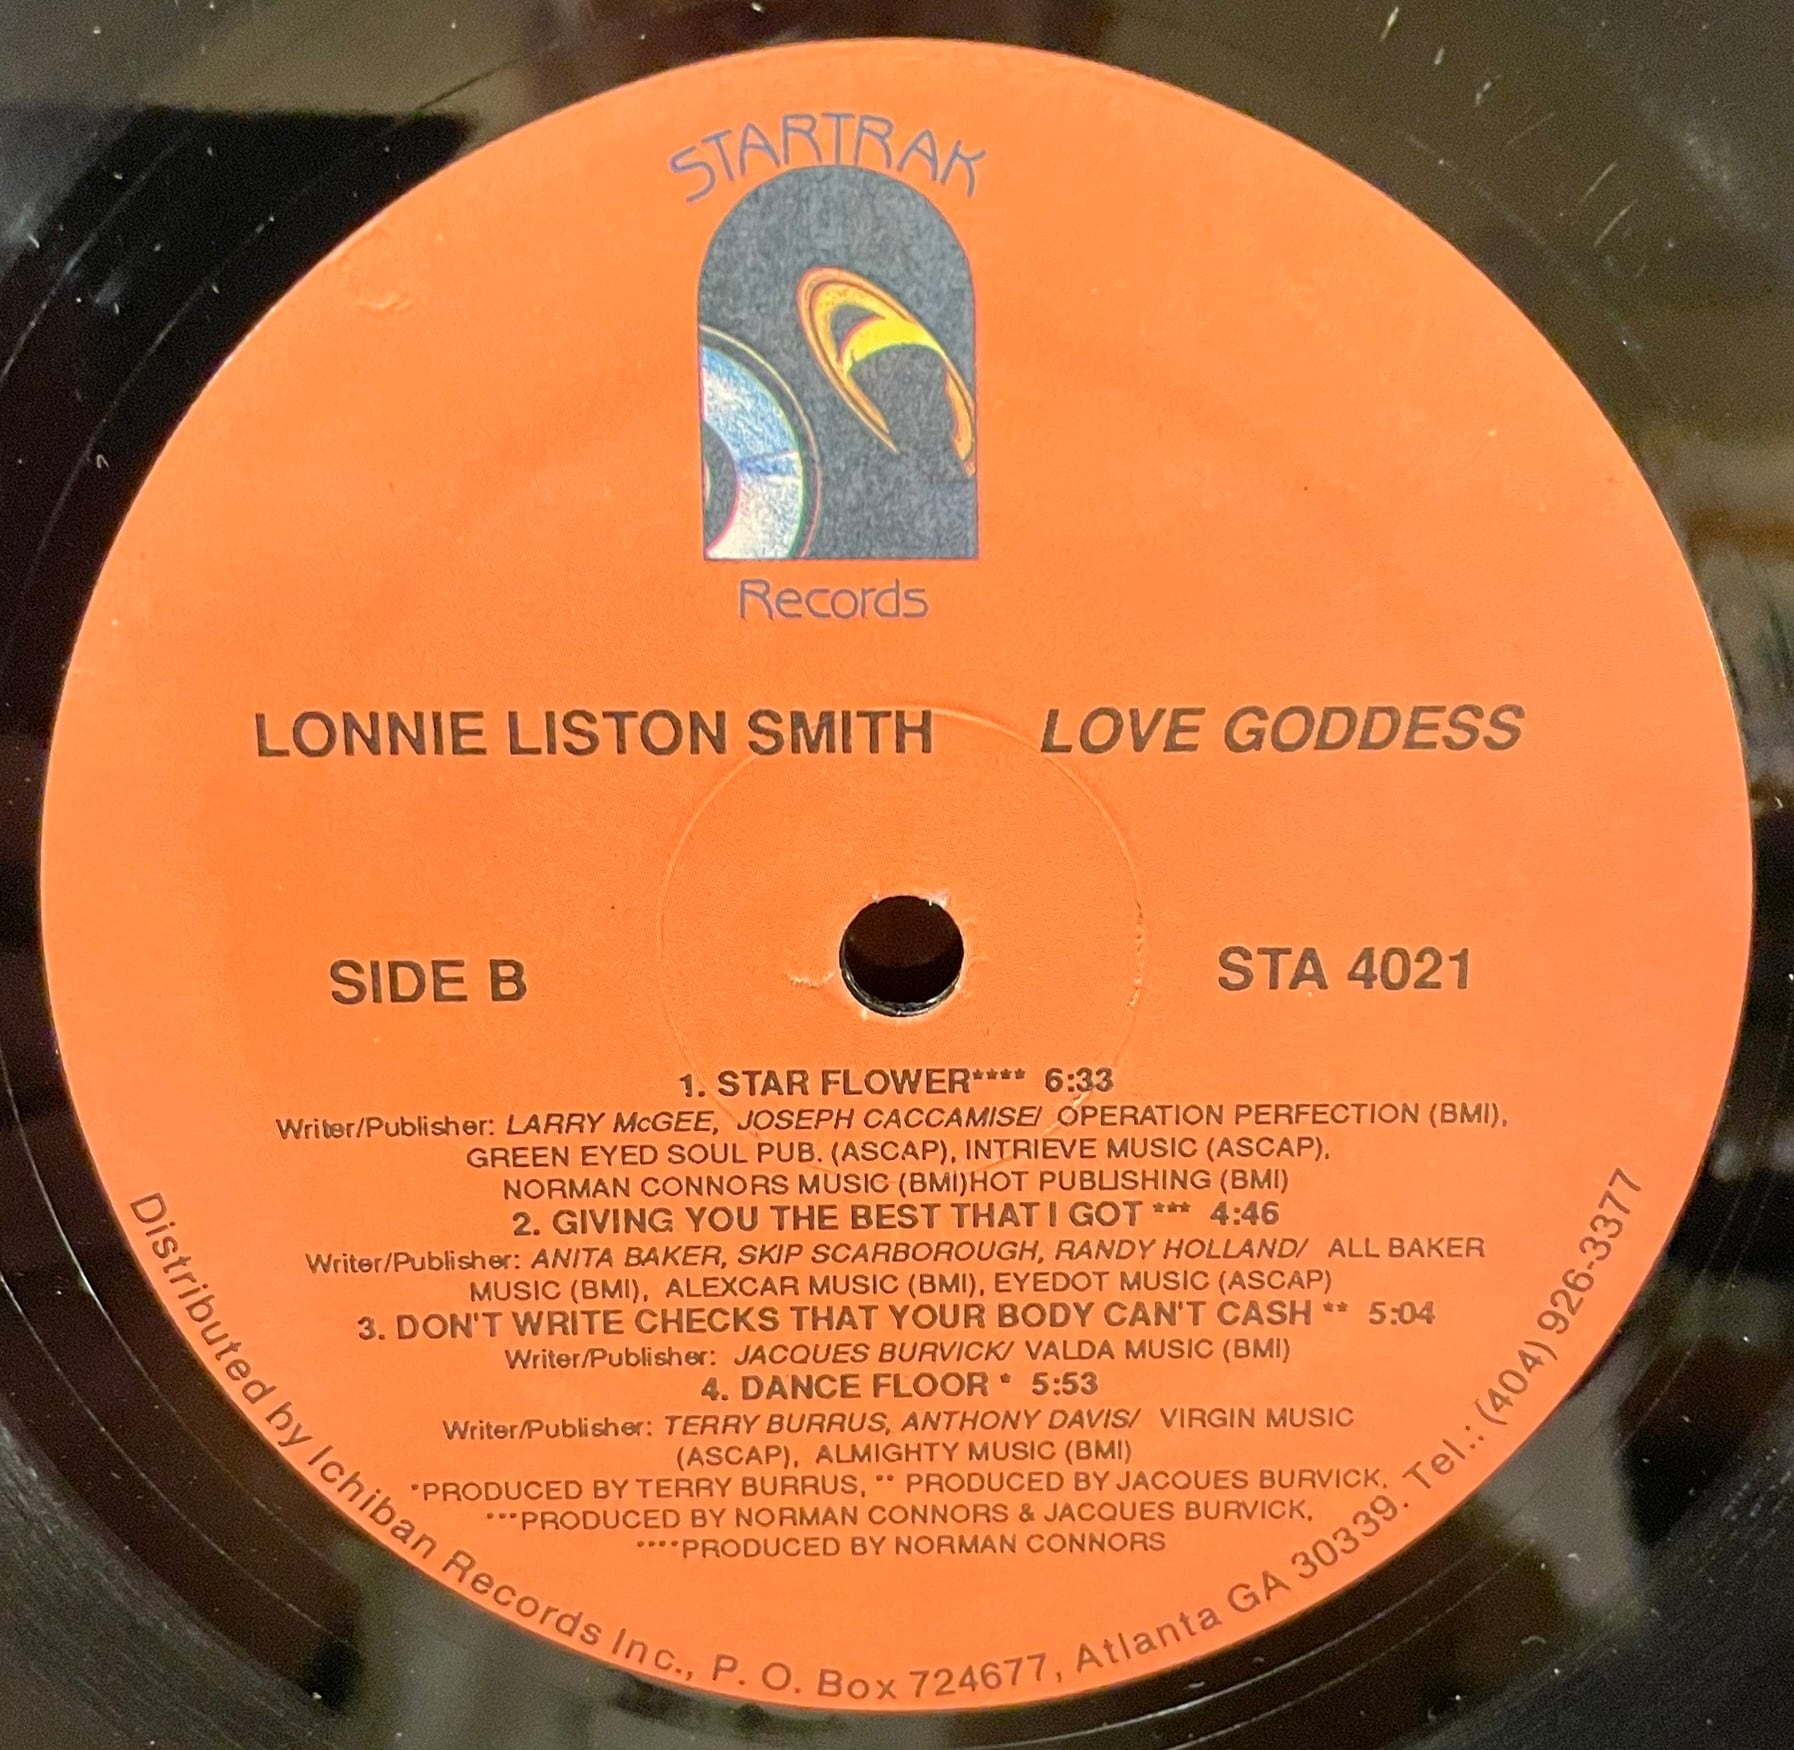 STARTRAK
Records
LONNIE LISTON SMITH LOVE GODDESS
SIDE B
STA 4021
1. STAR FLOWER**** 6:33
Writer/Publisher: LARRY McGEE, JOSEPH CACCAMISE/ OPERATION PERFECTION (BMI),
GREEN EYED SOUL PUB. (ASCAP), INTRIEVE MUSIC (ASCAP),
NORMAN CONNORS MUSIC (BMI)HOT PUBLISHING (BMI)
2. GIVING YOU THE BEST THAT I GOT *** 4:46
Writer/Publisher: ANITA BAKER, SKIP SCARBOROUGH, RANDY HOLLAND/ ALL BAKER
MUSIC (BMI), ALEXCAR MUSIC (BMI), EYEDOT MUSIC (ASCAP)
3. DON'T WRITE CHECKS THAT YOUR BODY CAN'T CASH ** 5:04
Writer/Publisher: JACQUES BURVICK/ VALDA MUSIC (BMI)
4. DANCE FLOOR * 5:53
Writer/Publisher: TERRY BURRUS, ANTHONY DAVIS/ VIRGIN MUSIC
(ASCAP), ALMIGHTY MUSIC (BMI)
*PRODUCED BY TERRY BURRUS, ** PRODUCED BY JACQUES BURVICK,
***PRODUCED BY NORMAN CONNORS & JACQUES BURVICK,
****PRODUCED BY NORMAN CONNORS
Distributed by Ichiban Records Inc., P. O. Box 724677, Atlanta GA 30339. Tel.: (404) 926-3377